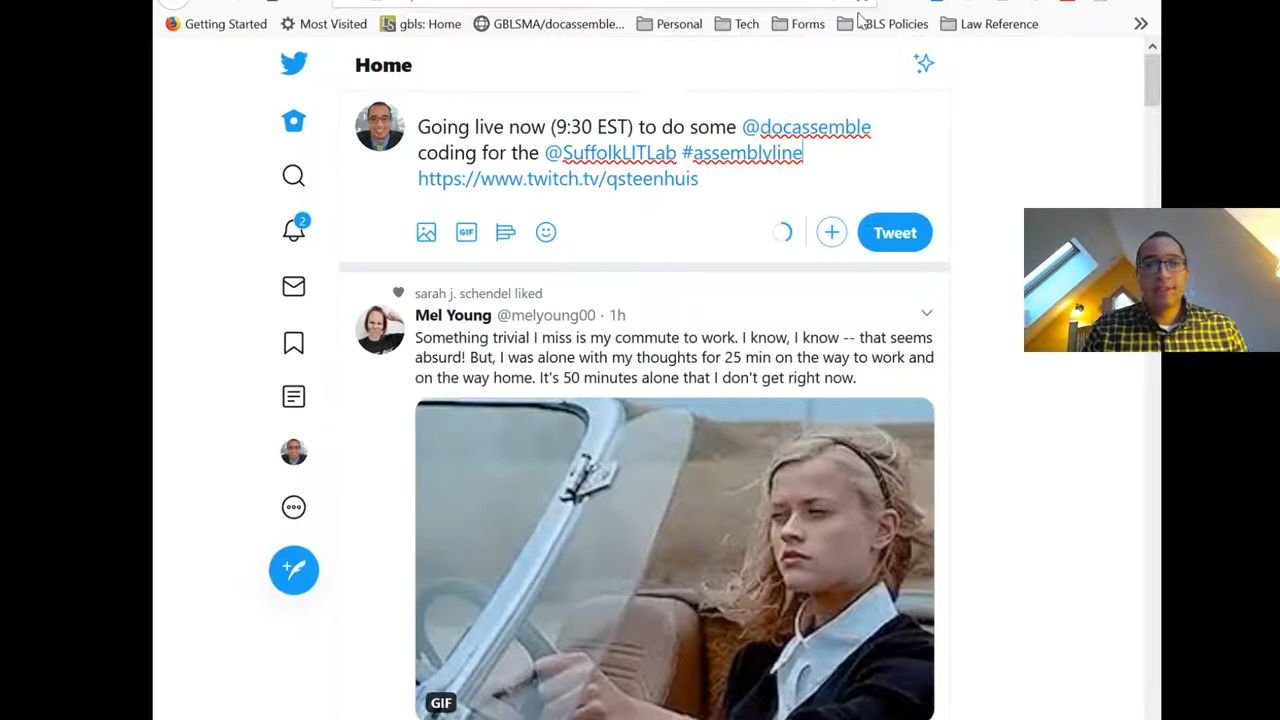 Getting Started
Most Visited
gbls: Home
GBLSMA/docassemble...
Personal
Tech
Forms
GBLS Policies
Law Reference
Home
Going live now (9:30 EST) to do some @docassemble
coding for the @SuffolkLITLab #assemblyline
https://www.twitch.tv/qsteenhuis
GIF
Tweet
2
sarah j. schendel liked
Mel Young @melyoung00 · 1h
Something trivial I miss is my commute to work. I know, I know -- that seems
absurd! But, I was alone with my thoughts for 25 min on the way to work and
on the way home. It's 50 minutes alone that I don't get right now.
GIF